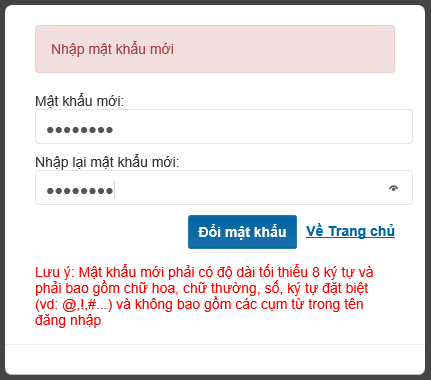 Nhập mật khẩu mới
Mật khẩu mới:
●●●●●●●●
Nhập lại mật khẩu mới:
●●●●●●●●
Đổi mật khẩu Về Trang chủ
Lưu ý: Mật khẩu mới phải có độ dài tối thiểu 8 ký tự và
phải bao gồm chữ hoa, chữ thường, số, ký tự đặt biệt
(vd: @,!,#...) và không bao gồm các cụm từ trong tên
đăng nhập